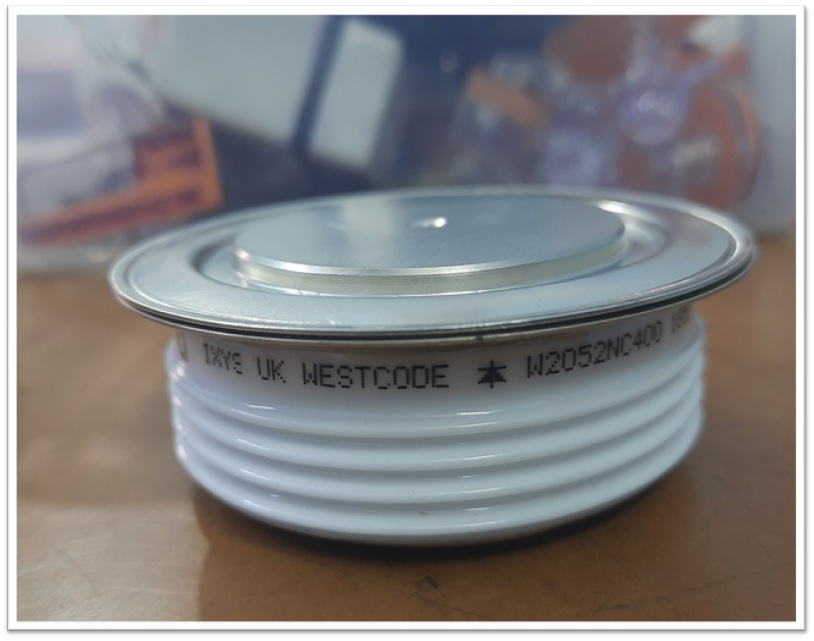 IXYS UK WESTCODE W2052NC400